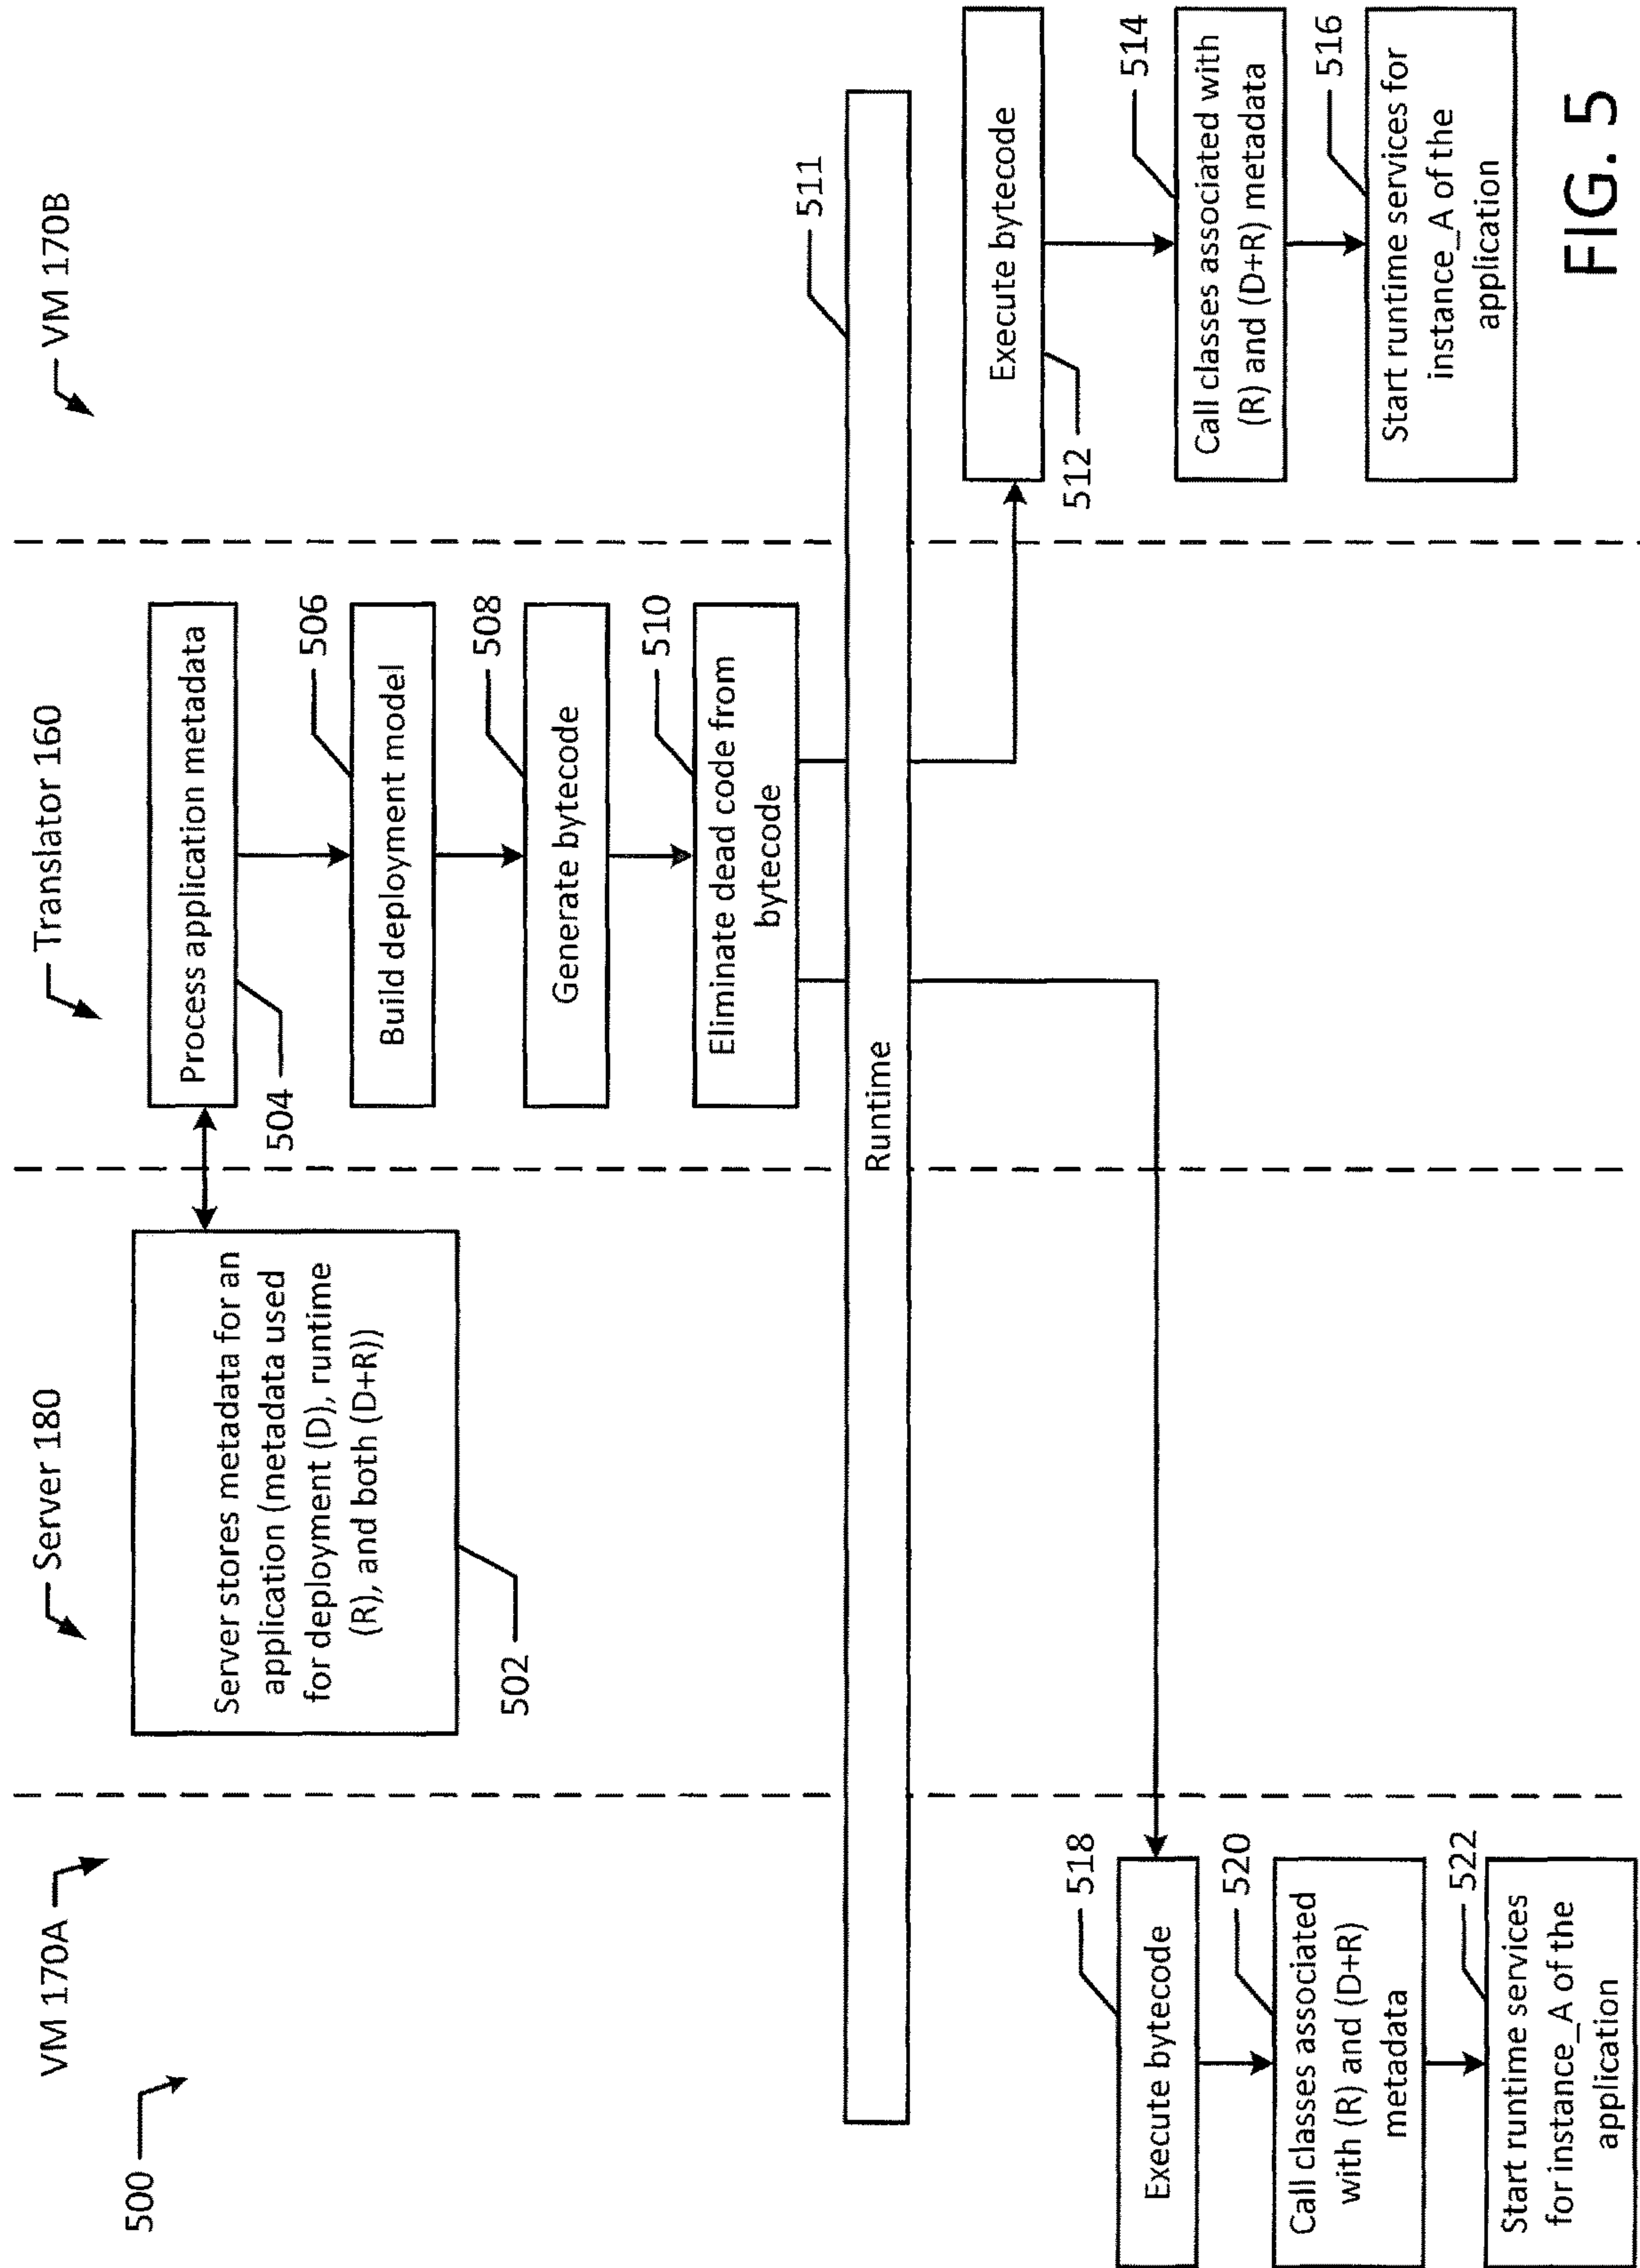 500
VM 170A
Server 180
Translator 160
VM 170B
Server stores metadata for an
application (metadata used
for deployment (D), runtime
(R), and both (D+R))
502
Process application metadata
504
506
Build deployment model
508
Generate bytecode
510
Eliminate dead code from
bytecode
Runtime
511
Execute bytecode
512
514
Call classes associated with
(R) and (D+R) metadata
516
Start runtime services for
instance_A of the
application
518
Execute bytecode
520
Call classes associated
with (R) and (D+R)
metadata
522
Start runtime services
for instance_A of the
application
FIG. 5